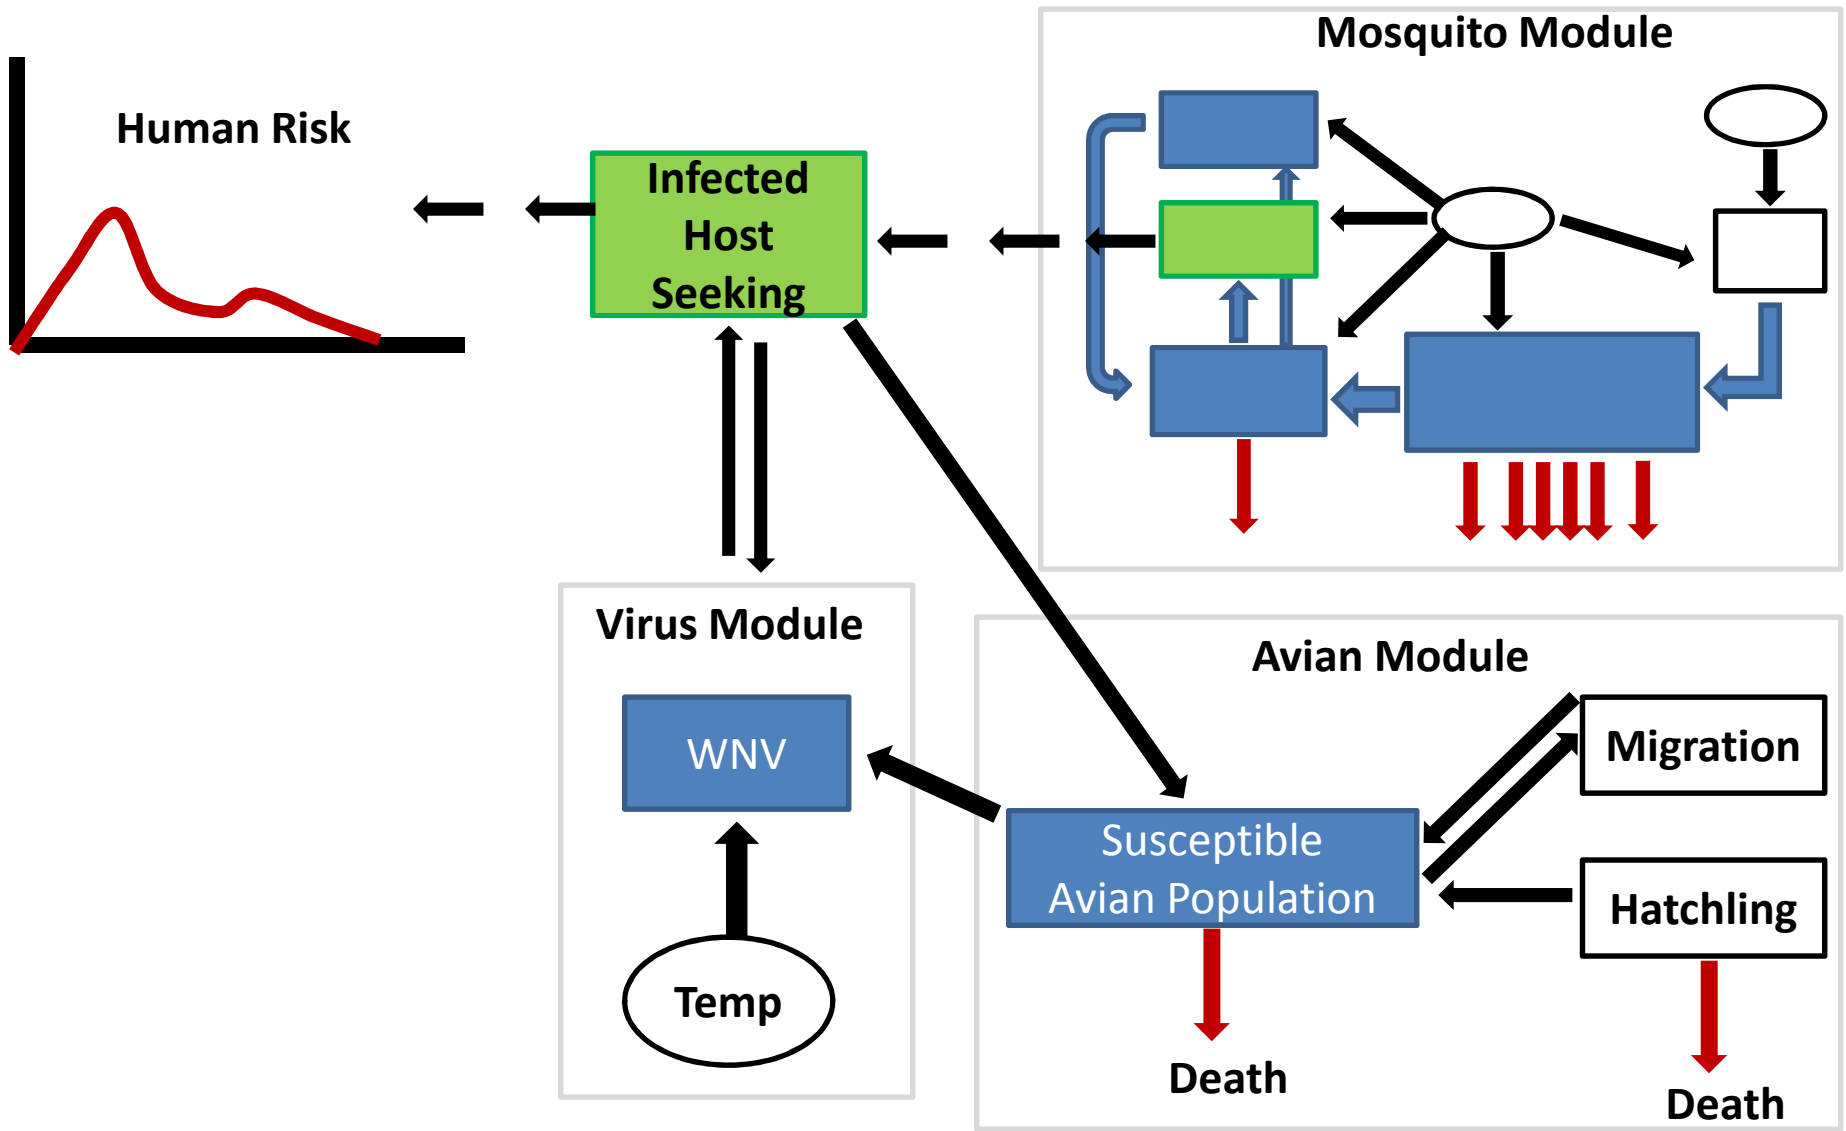 Mosquito Module
Human Risk
Infected
Host
Seeking
Virus Module
WNV
Temp
Avian Module
Migration
Susceptible
Avian Population
Hatchling
Death
Death